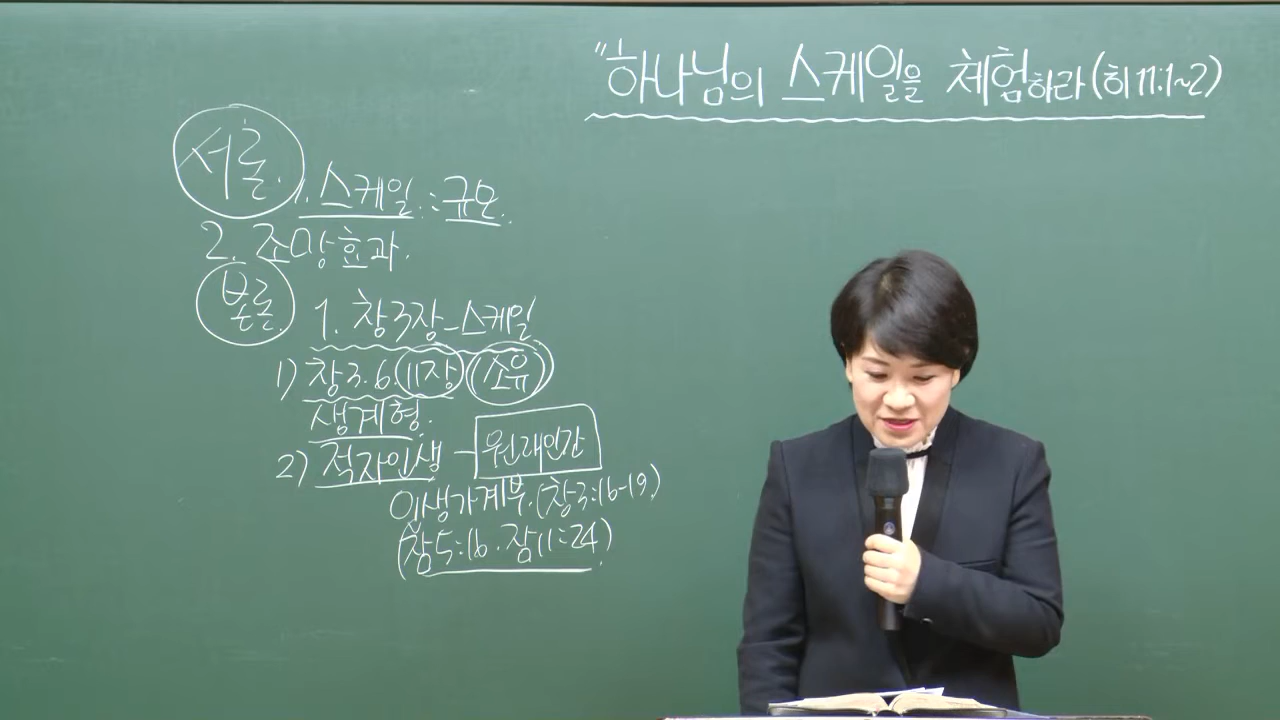 "하나님의 스케일을 체험하라 (히11:1~2)
서론. 1. 스케일 : 규모.
2. 조망효과.
본론. 1. 창3장-스케일
1) 창3.6.11장 (소유)
생계형.
2) 적자인생 - 원래인간
인생가계부. (창3:16-19)
(잠5:16. 잠11:24)